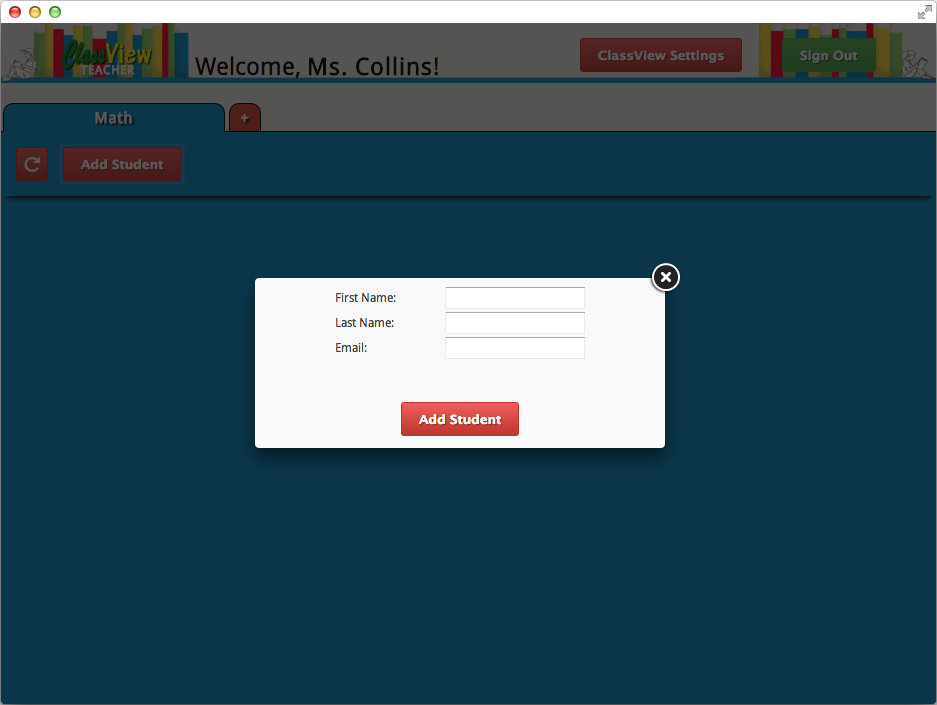 ClassView
TEACHER
Welcome, Ms. Collins!
ClassView Settings
Sign Out
Math
+
Add Student
First Name:
Last Name:
Email:
Add Student